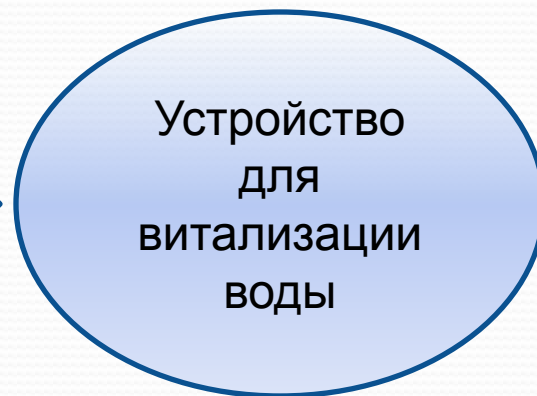 Устройство
для
витализации
воды